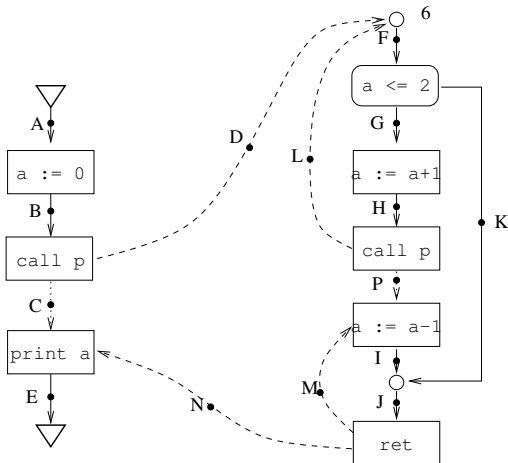 6
F
a <= 2
A
D
G
L
a := 0
a := a+1
B
H
K
call p
call p
C
P
print a
a := a-1
I
E
M
J
N
ret